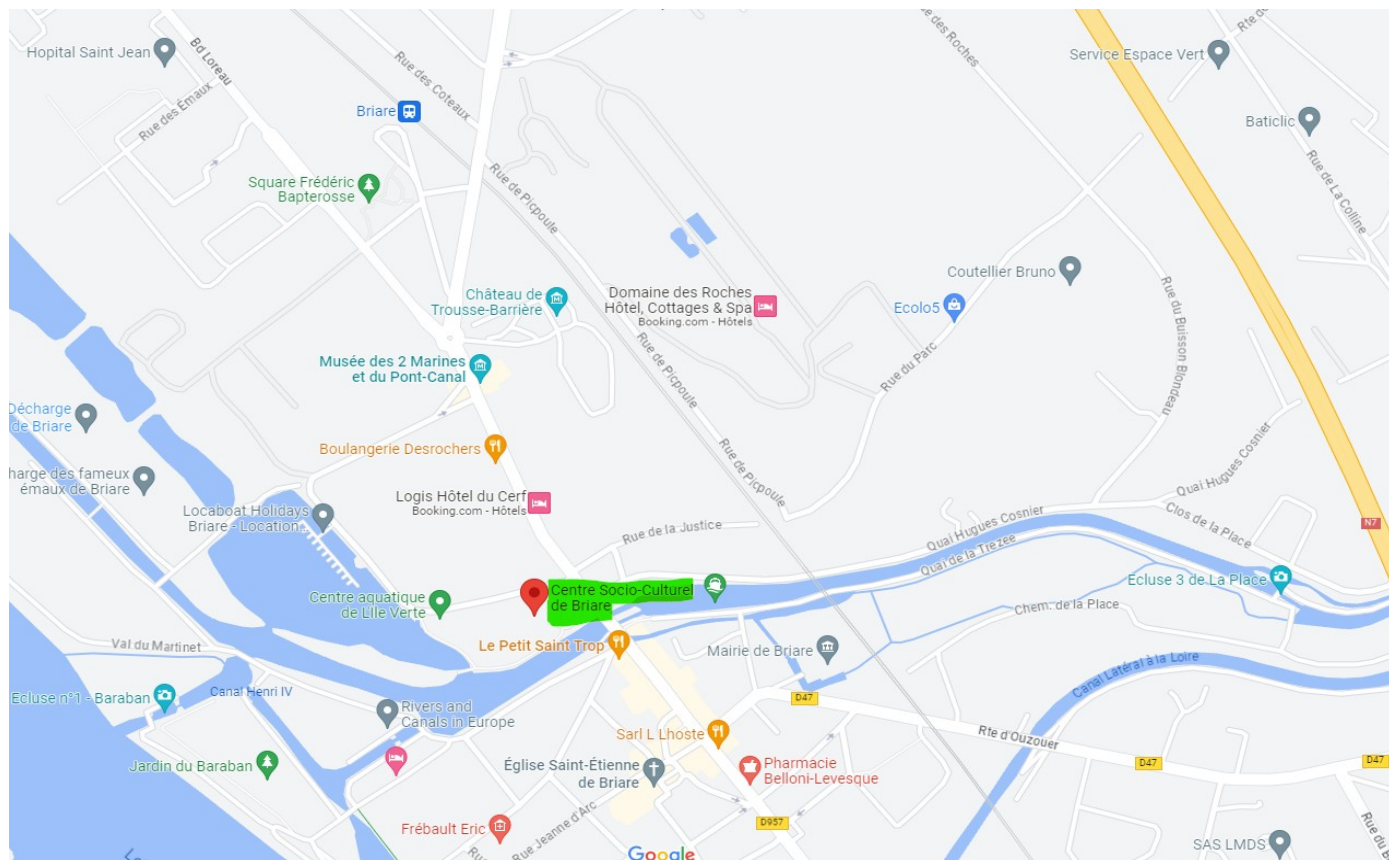 des Roches
Rte de
Hopital Saint Jean
Bd Loreau
Rue des Coteaux
Service Espace Vert
Briare
Rue des Émaux
Baticlic
Rue de La Colline
Square Frédéric
Bapterosse
Rue de Picpoule
Coutellier Bruno
Château de
Trousse-Barrière
Domaine des Roches
Hôtel, Cottages & Spa
Booking.com - Hôtels
Ecolo5
Rue du Buisson Blondeau
Musée des 2 Marines
et du Pont-Canal
Rue de Picpoule
Rue du Parc
Décharge
de Briare
Boulangerie Desrochers
Rue de Picpoule
Quai Hugues Cosnier
harge des fameux
émaux de Briare
Logis Hôtel du Cerf
Booking.com - Hôtels
Locaboat Holidays
Briare - Location...
Rue de la Justice
Quai Hugues Cosnier
Clos de la Place
N7
Quai de la Trezee
Centre Socio-Culturel
de Briare
Centre aquatique
de L'Ile Verte
Ecluse 3 de La Place
Chem. de la Place
Val du Martinet
Le Petit Saint Trop
Mairie de Briare
Canal Latéral à la Loire
Ecluse n°1 - Baraban
Canal Henri IV
D47
Rivers and
Canals in Europe
Sarl L Lhoste
Rte d'Ouzouer
Jardin du Baraban
Église Saint-Étienne
de Briare
Pharmacie
Belloni-Levesque
D47
D47
Frébault Eric
Rue Jeanne d'Arc
D957
Rue
Rue du B
SAS LMDS
Google